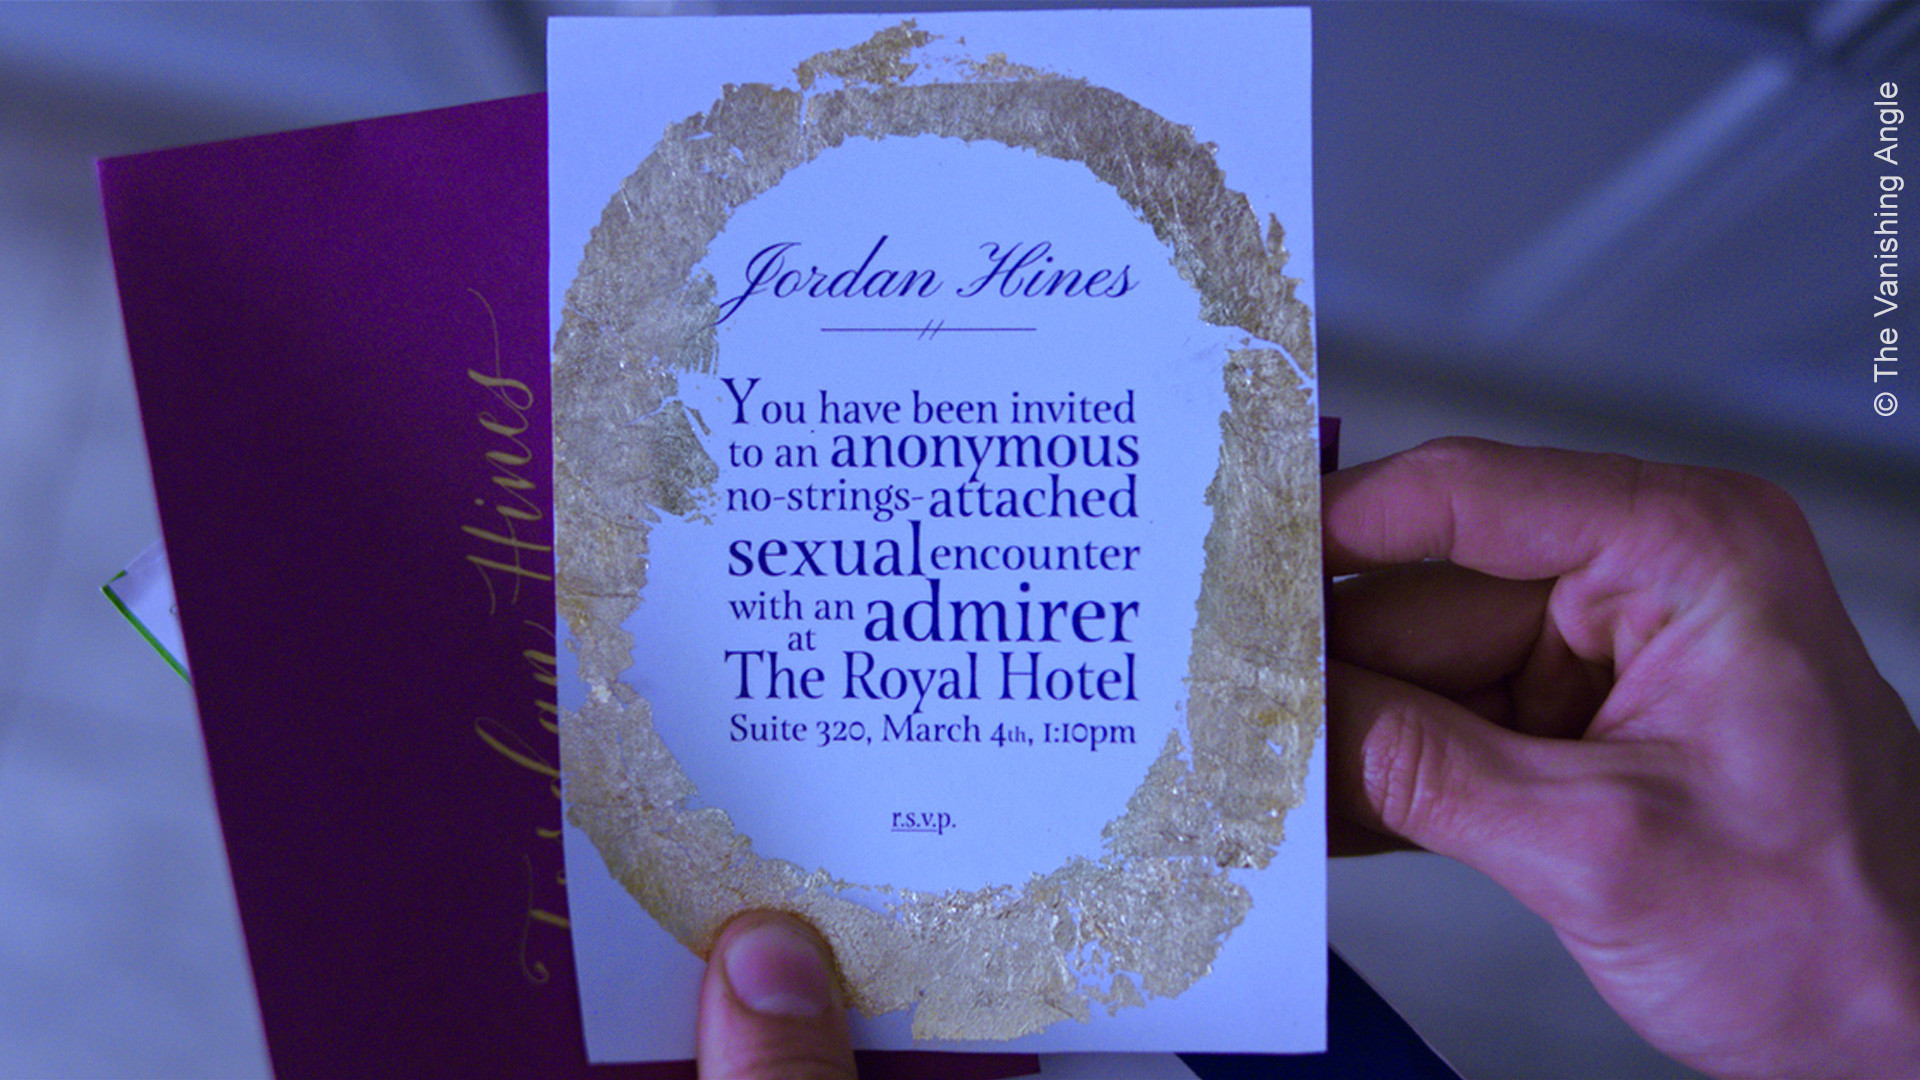 Jordan Hines
You have been invited
to an anonymous
no-strings-attached
sexual encounter
with an admirer
at
The Royal Hotel
Suite 320, March 4th, 1:10pm
r.s.v.p.
Jordan Hines
© The Vanishing Angle